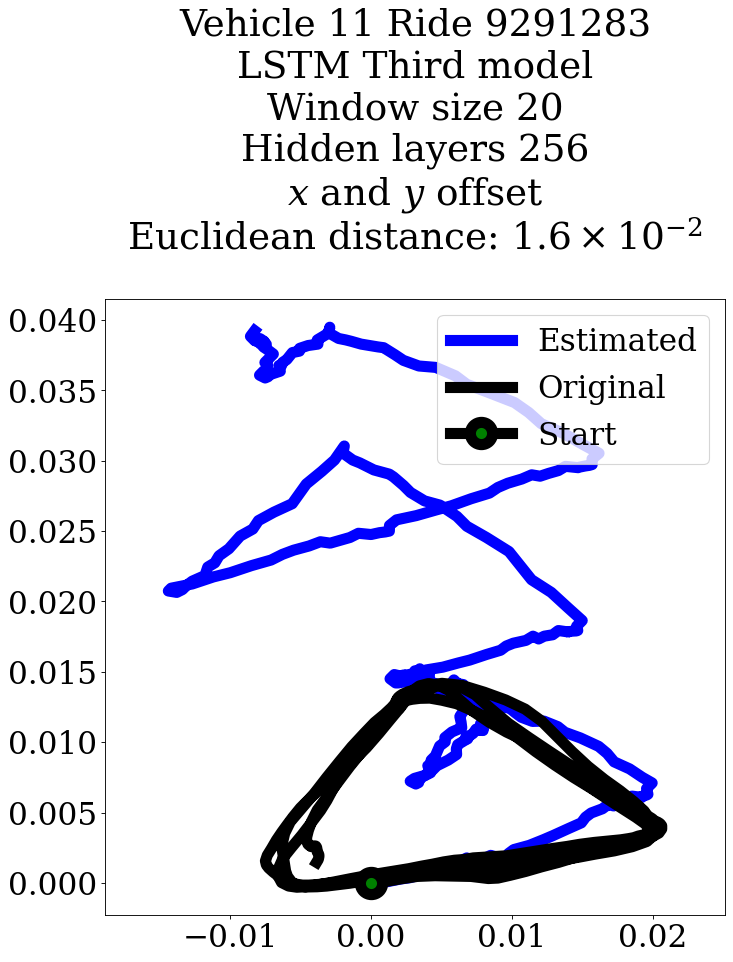 Vehicle 11 Ride 9291283
LSTM Third model
Window size 20
Hidden layers 256
x and y offset
Euclidean distance: 1.6 × 10⁻²
0.040
0.035
0.030
0.025
0.020
0.015
0.010
0.005
0.000
Estimated
Original
Start
−0.01
0.00
0.01
0.02